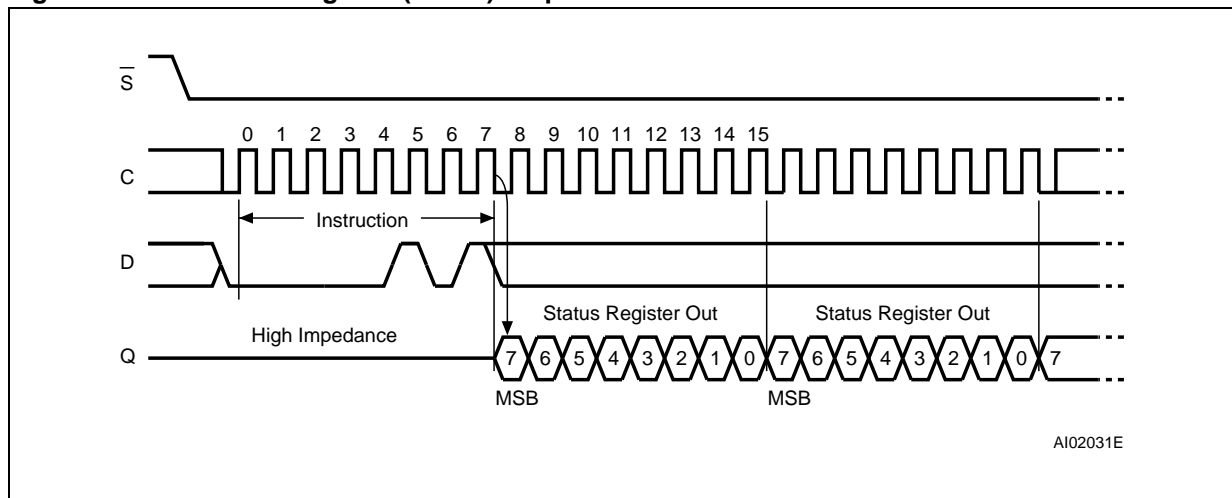 S
0 1 2 3 4 5 6 7 8 9 10 11 12 13 14 15
C
Instruction
D
High Impedance
Status Register Out
Status Register Out
Q
7 6 5 4 3 2 1 0 7 6 5 4 3 2 1 0 7
MSB
MSB
AI02031E